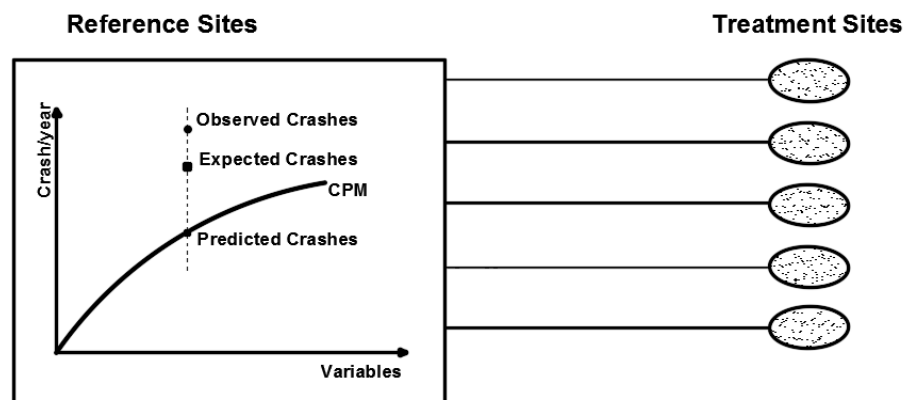 Reference Sites
Treatment Sites
Crash/year
Observed Crashes
Expected Crashes
CPM
Predicted Crashes
Variables